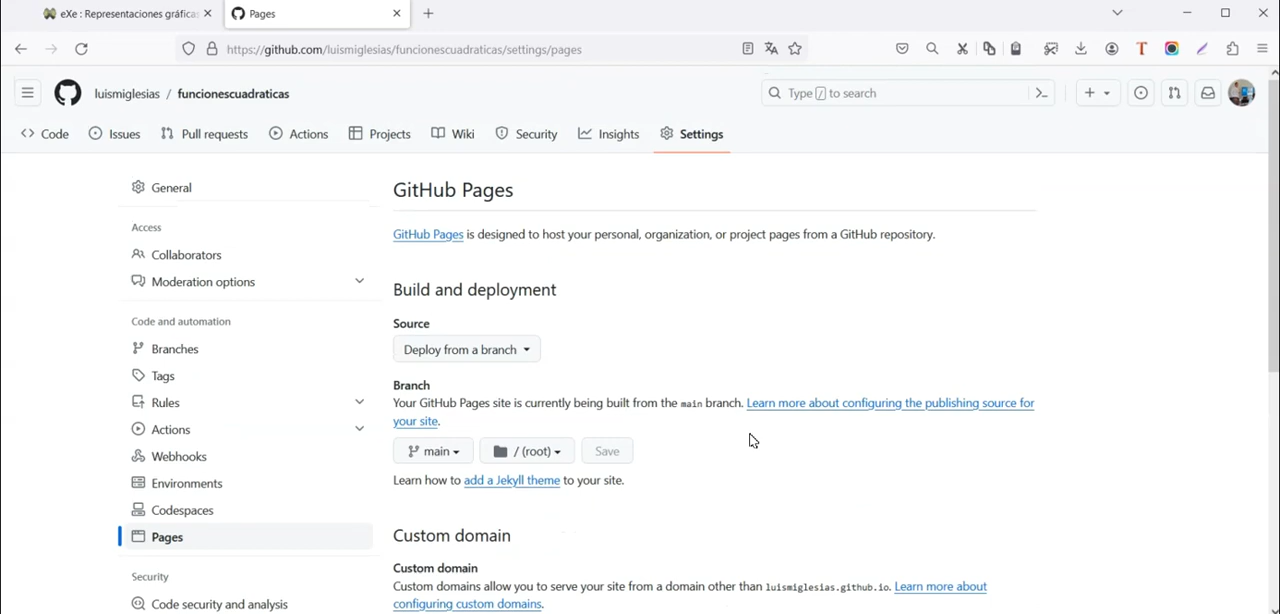 eXe : Representaciones gráficas
Pages
https://github.com/luismiglesias/funcionescuadraticas/settings/pages
luismiglesias / funcionescuadraticas
Type / to search
Code
Issues
Pull requests
Actions
Projects
Wiki
Security
Insights
Settings
General
Access
Collaborators
Moderation options
Code and automation
Branches
Tags
Rules
Actions
Webhooks
Environments
Codespaces
Pages
Security
Code security and analysis
GitHub Pages
GitHub Pages is designed to host your personal, organization, or project pages from a GitHub repository.
Build and deployment
Source
Deploy from a branch
Branch
Your GitHub Pages site is currently being built from the main branch. Learn more about configuring the publishing source for
your site.
main
/ (root)
Save
Learn how to add a Jekyll theme to your site.
Custom domain
Custom domain
Custom domains allow you to serve your site from a domain other than luismiglesias.github.io. Learn more about
configuring custom domains.